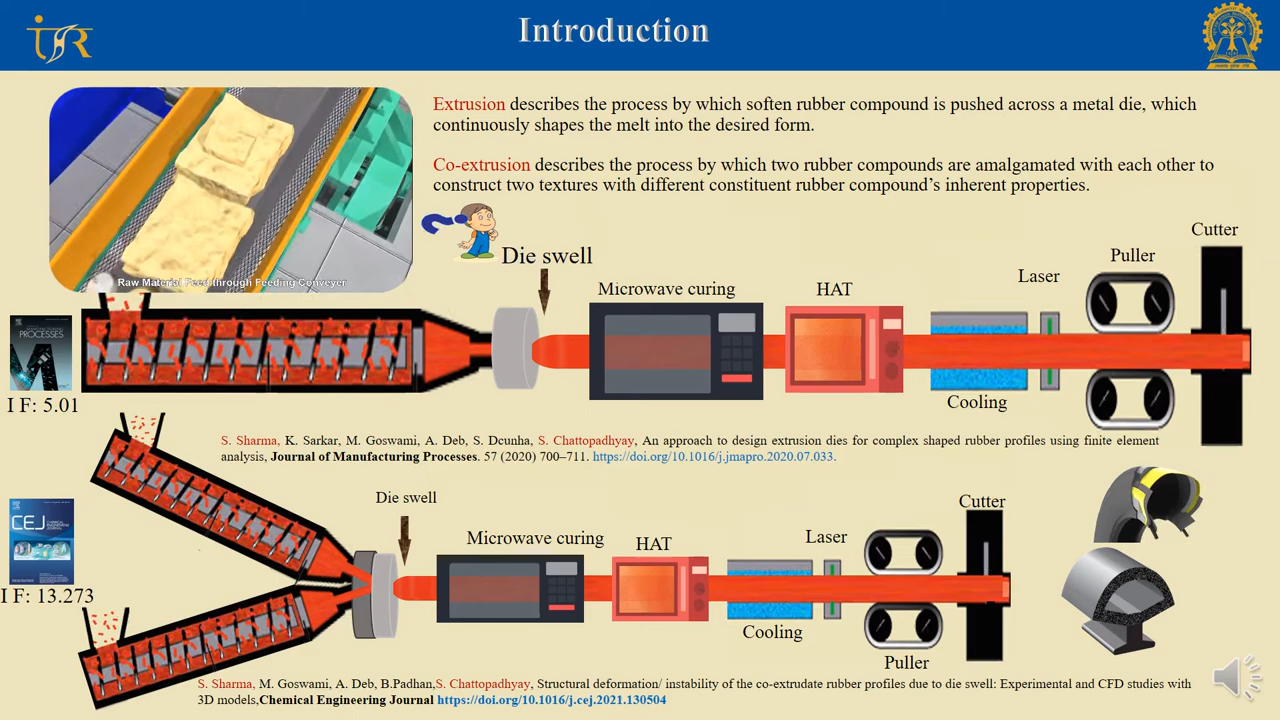 Introduction
Extrusion describes the process by which soften rubber compound is pushed across a metal die, which
continuously shapes the melt into the desired form.
Co-extrusion describes the process by which two rubber compounds are amalgamated with each other to
construct two textures with different constituent rubber compound's inherent properties.
Raw Material Feed through Feeding Conveyer
Die swell
Microwave curing
HAT
Laser
Puller
Cutter
Cooling
PROCESSES
I F: 5.01
S. Sharma, K. Sarkar, M. Goswami, A. Deb, S. Dcunha, S. Chattopadhyay, An approach to design extrusion dies for complex shaped rubber profiles using finite element
analysis, Journal of Manufacturing Processes. 57 (2020) 700–711. https://doi.org/10.1016/j.jmapro.2020.07.033.
Die swell
Microwave curing
HAT
Laser
Cutter
Cooling
Puller
CEJ
I F: 13.273
S. Sharma, M. Goswami, A. Deb, B.Padhan,S. Chattopadhyay, Structural deformation/ instability of the co-extrudate rubber profiles due to die swell: Experimental and CFD studies with
3D models,Chemical Engineering Journal https://doi.org/10.1016/j.cej.2021.130504